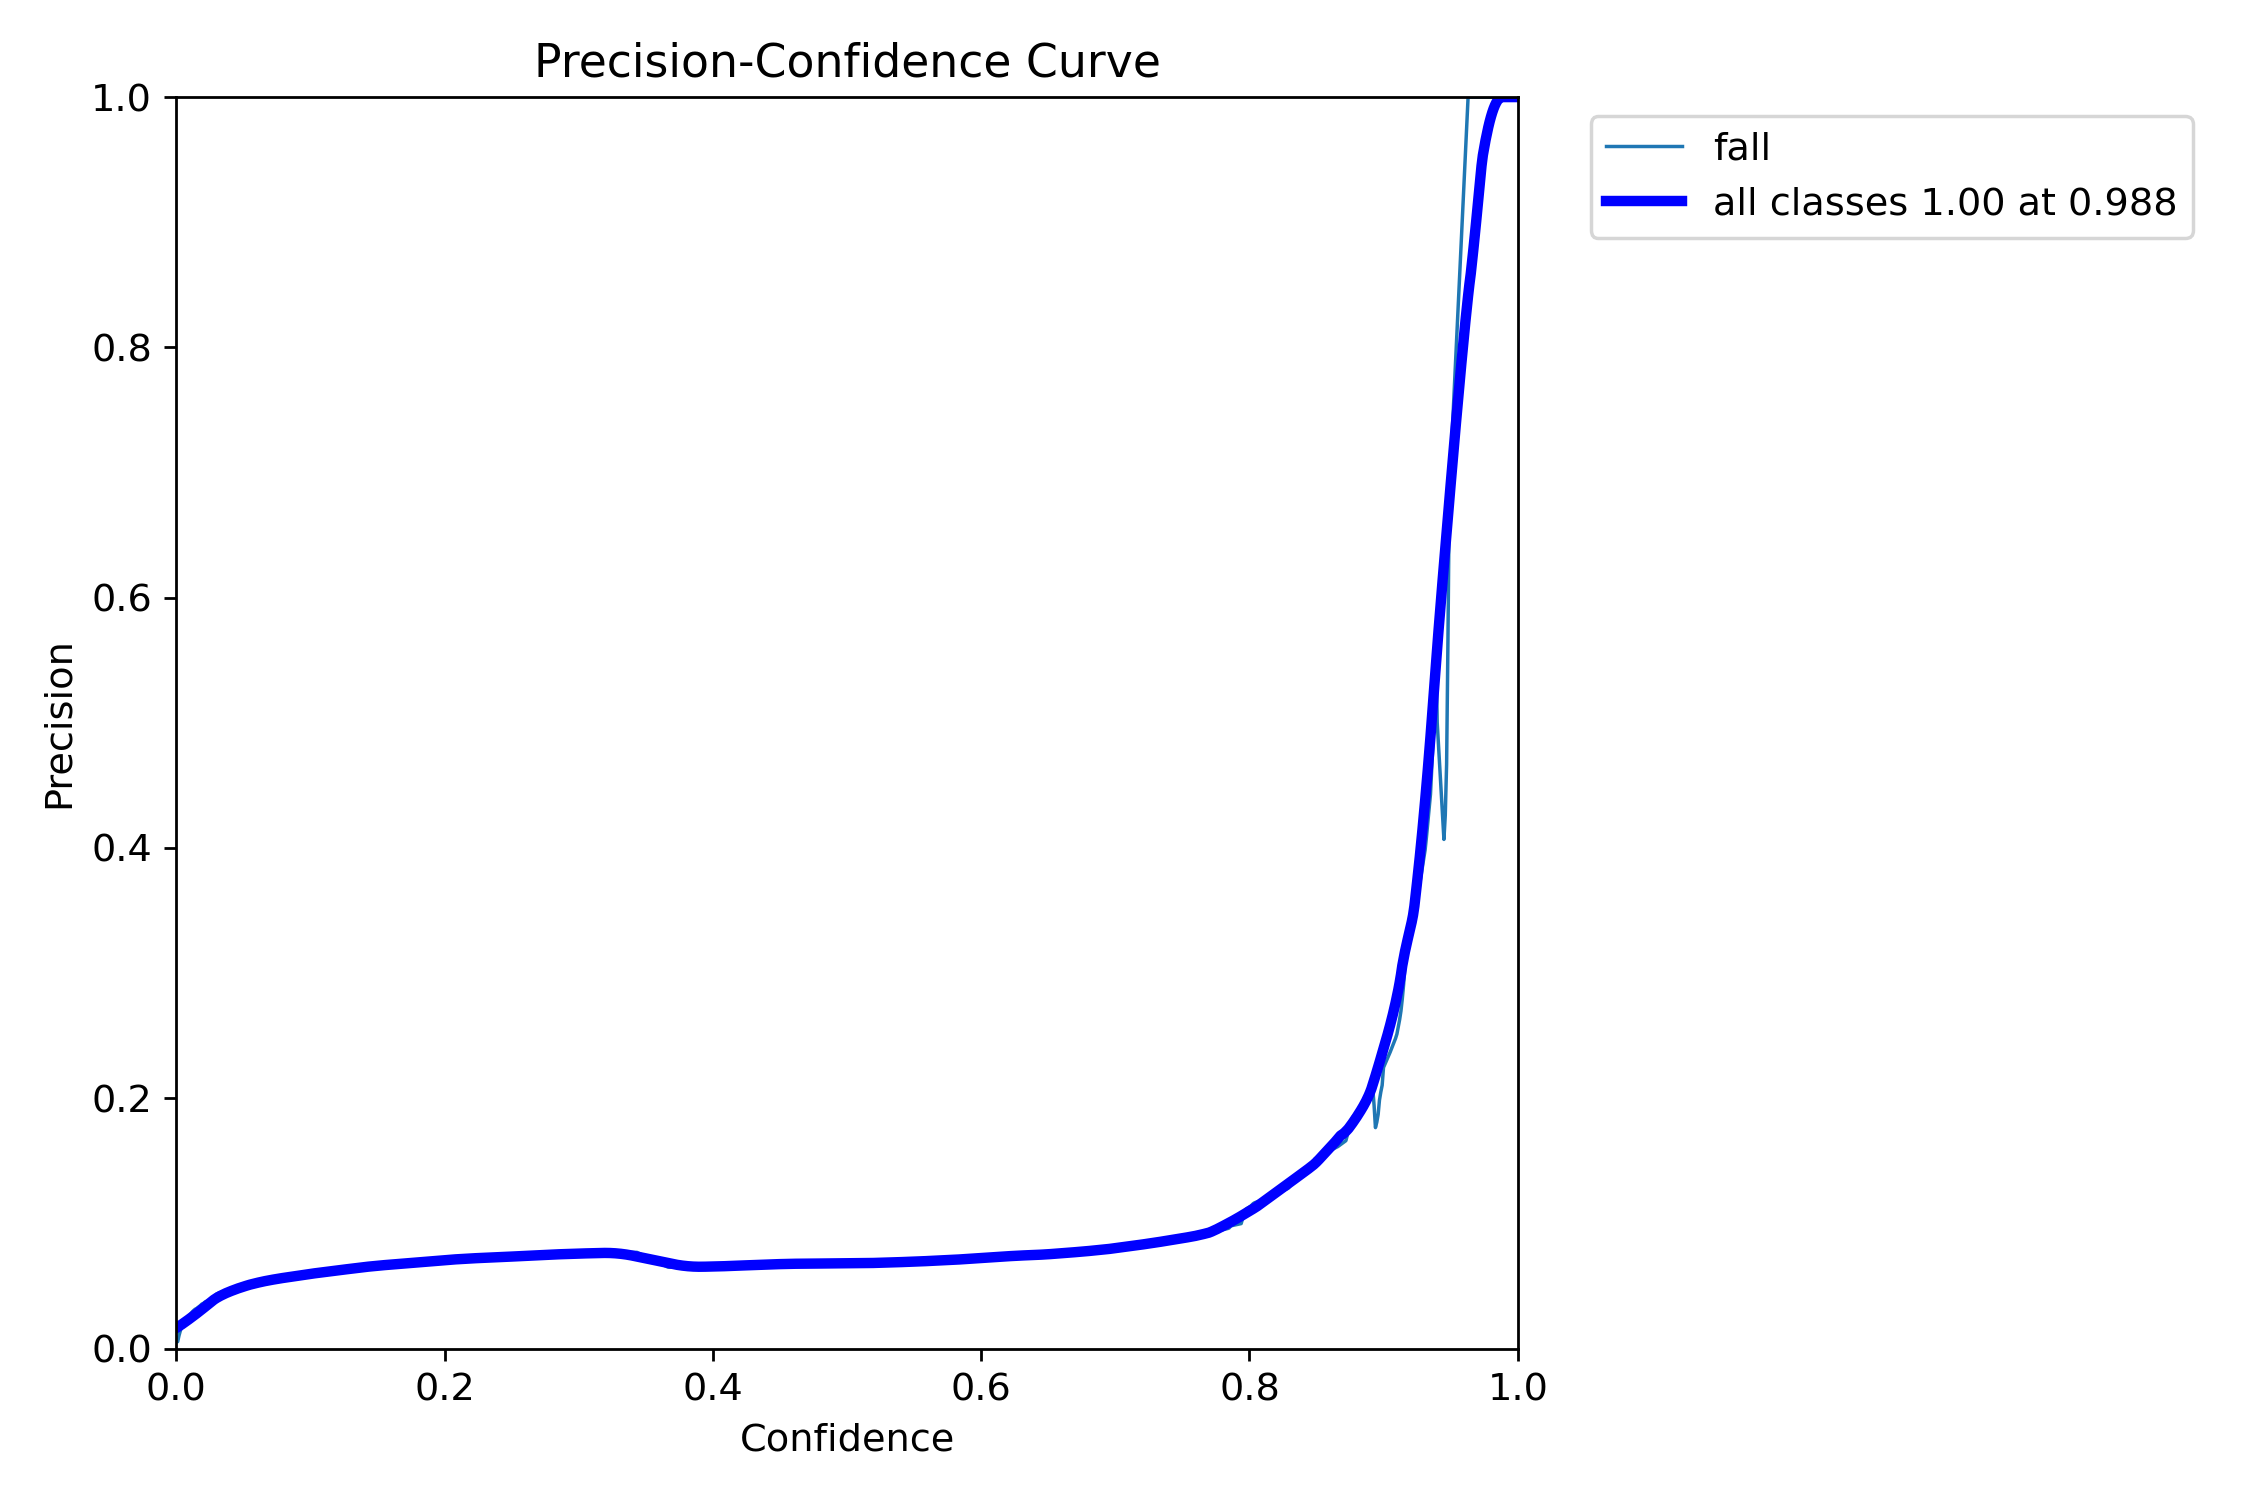 Precision-Confidence Curve
1.0
0.8
0.6
0.4
0.2
0.0
Precision
0.0 0.2 0.4 0.6 0.8 1.0
Confidence
fall
all classes 1.00 at 0.988